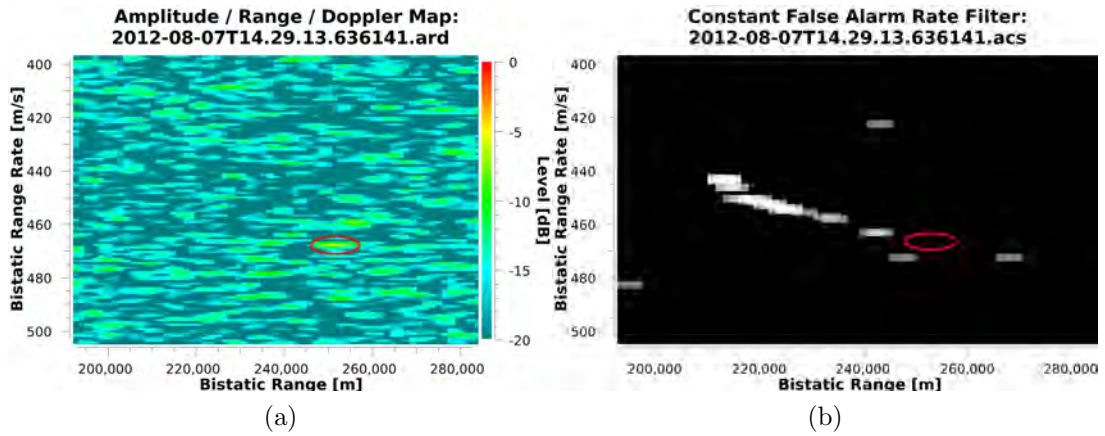 Amplitude / Range / Doppler Map:
2012-08-07T14.29.13.636141.ard
Bistatic Range Rate [m/s]
400
420
440
460
480
500
200,000
220,000
240,000
260,000
280,000
Bistatic Range [m]
0
-5
-10
-15
-20
Level [dB]
(a)
Constant False Alarm Rate Filter:
2012-08-07T14.29.13.636141.acs
Bistatic Range Rate [m/s]
400
420
440
460
480
500
200,000
220,000
240,000
260,000
280,000
Bistatic Range [m]
(b)